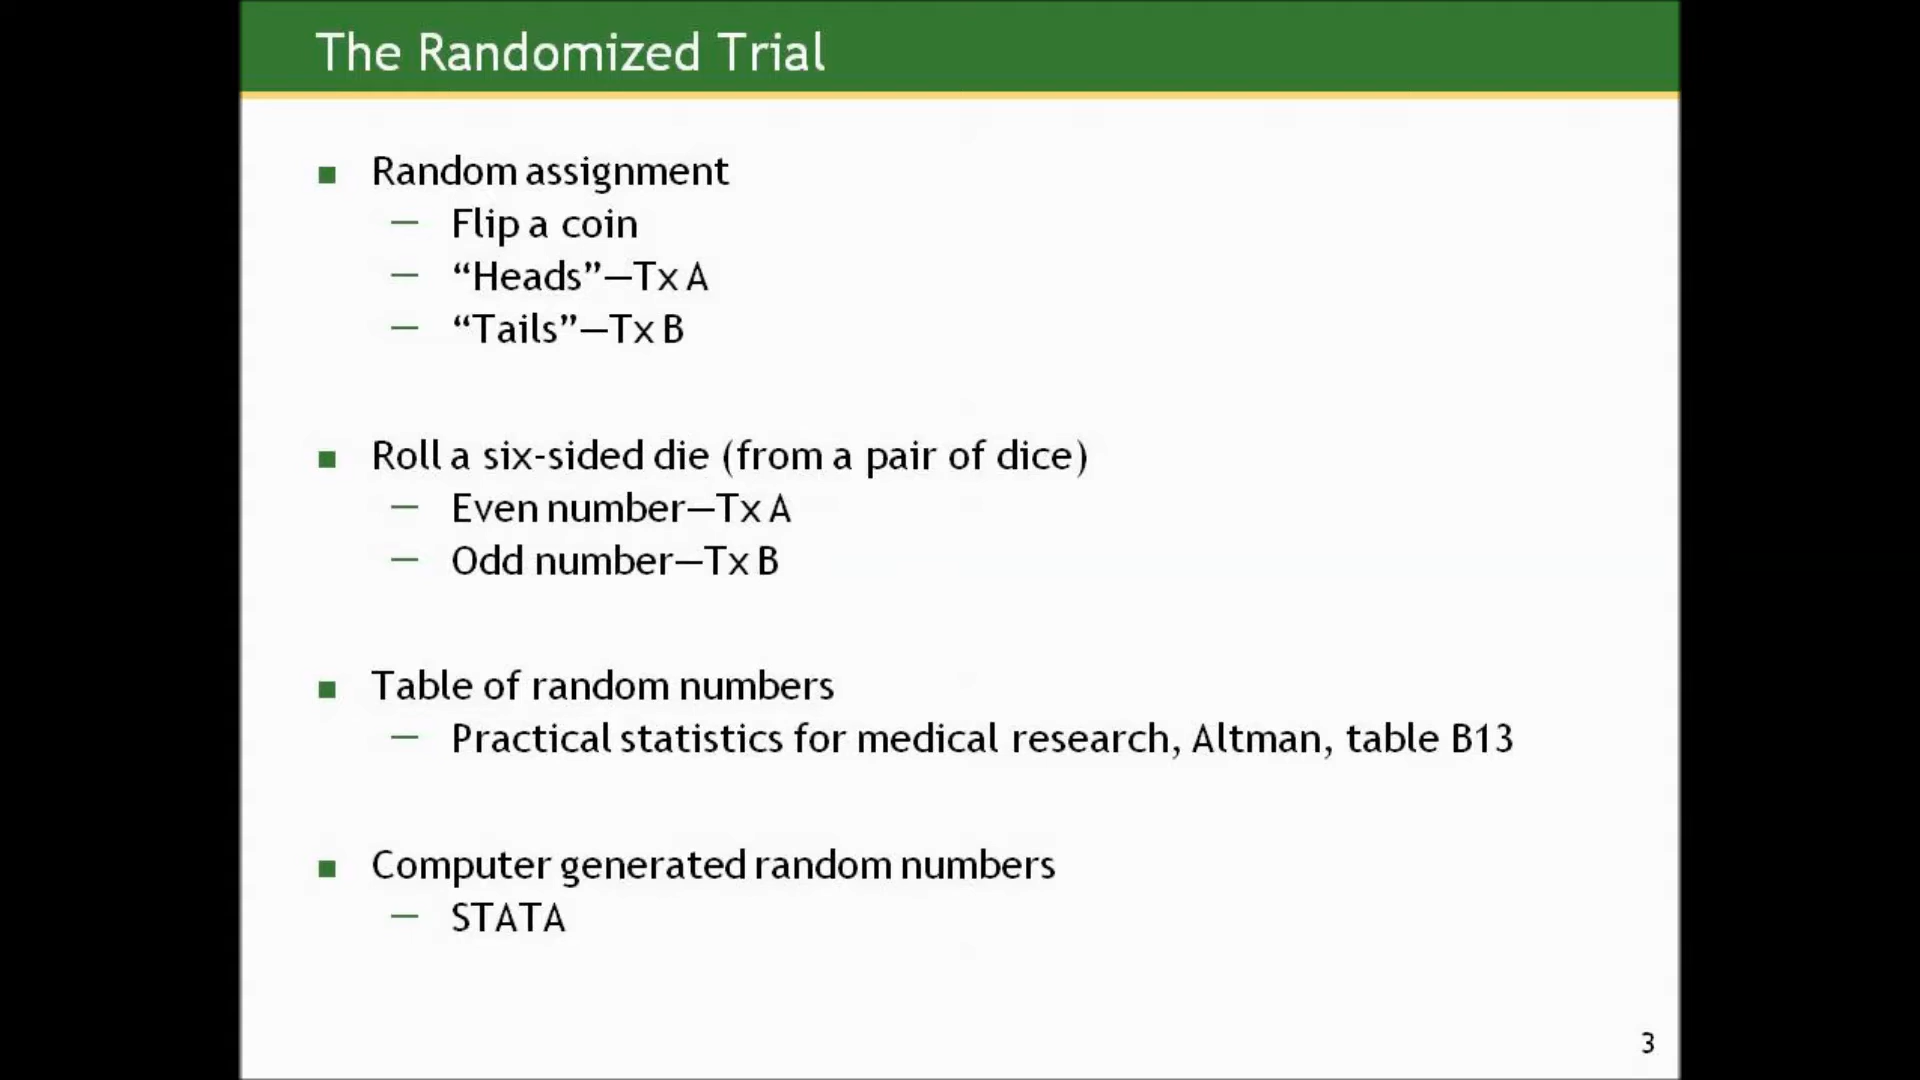 The Randomized Trial
Random assignment
— Flip a coin
— “Heads”—Tx A
— “Tails”—Tx B
Roll a six-sided die (from a pair of dice)
— Even number—Tx A
— Odd number—Tx B
Table of random numbers
— Practical statistics for medical research, Altman, table B13
Computer generated random numbers
— STATA
3